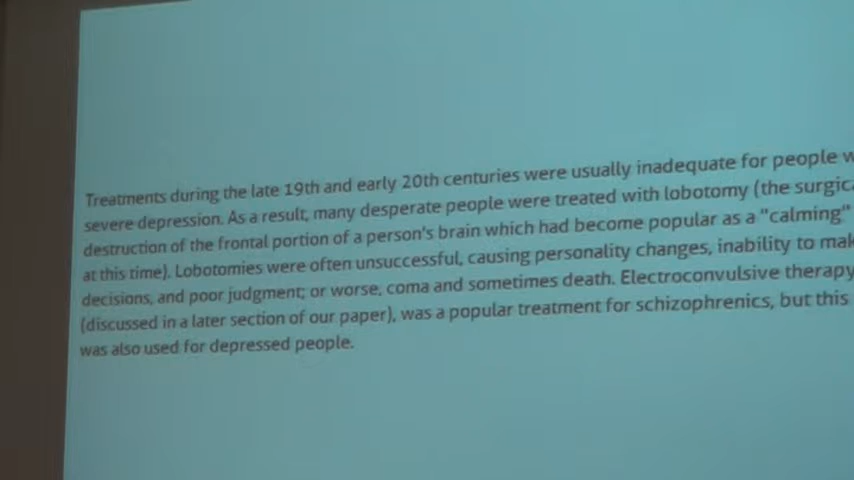 Treatments during the late 19th and early 20th centuries were usually inadequate for people
severe depression. As a result, many desperate people were treated with lobotomy (the
destruction of the frontal portion of a person's brain which had become popular as a "calming"
at this time). Lobotomies were often unsuccessful, causing personality changes, inability to
decisions, and poor judgment; or worse, coma and sometimes death. Electroconvulsive therapy
(discussed in a later section of our paper), was a popular treatment for schizophrenics, but this
was also used for depressed people.